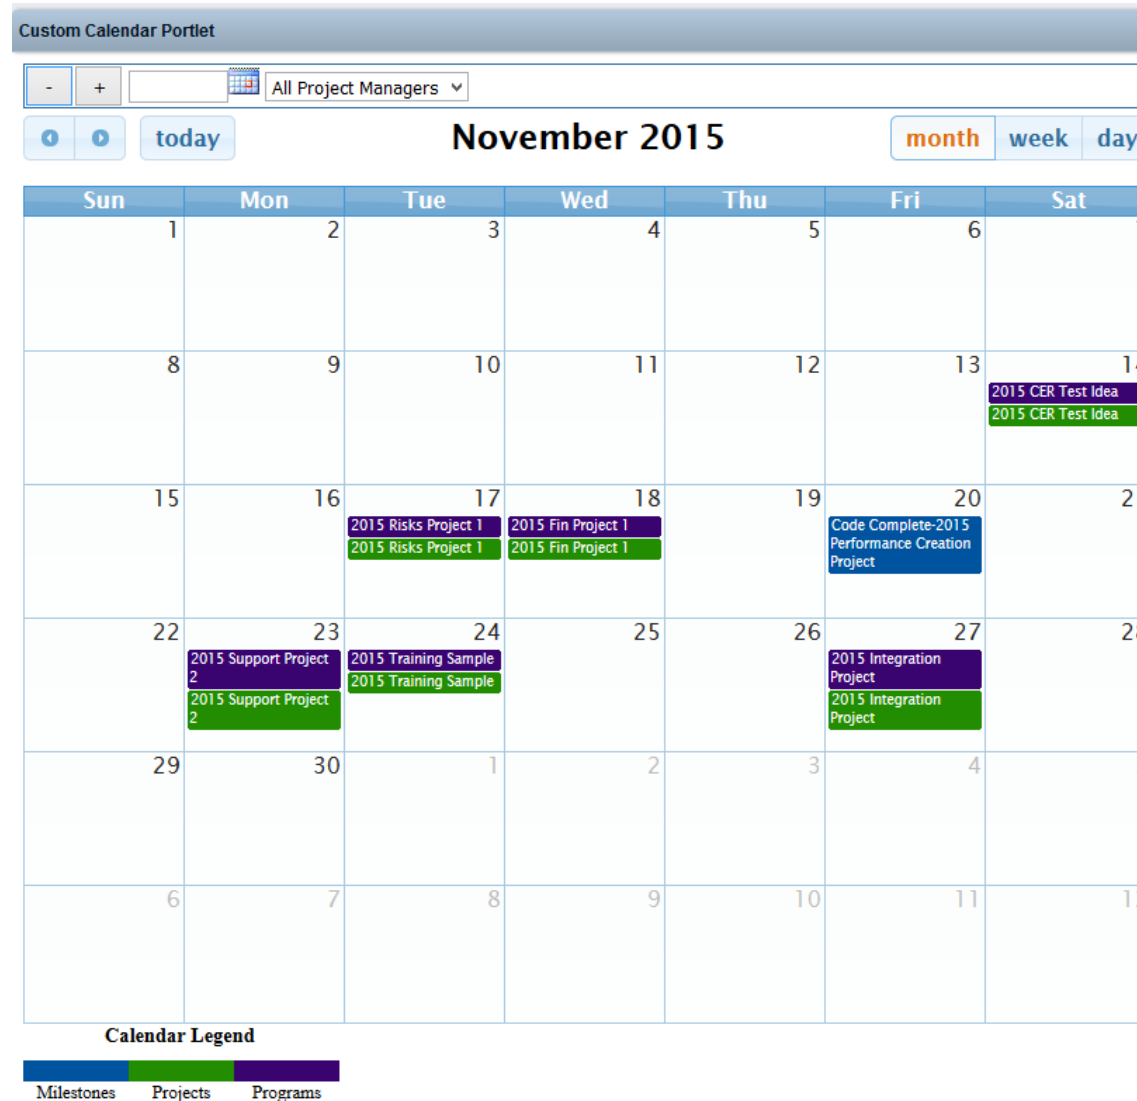 Custom Calendar Portlet
- + All Project Managers
today November 2015 month week day
Sun Mon Tue Wed Thu Fri Sat
1 2 3 4 5 6
8 9 10 11 12 13
2015 CER Test Idea
2015 CER Test Idea
15 16 17 18 19 20
2015 Risks Project 1 2015 Fin Project 1 Code Complete-2015
2015 Risks Project 1 2015 Fin Project 1 Performance Creation
Project
22 23 24 25 26 27
2015 Support Project 2015 Training Sample 2015 Integration
2 2015 Training Sample Project
2015 Support Project 2015 Integration
2 Project
29 30 1 2 3 4
6 7 8 9 10 11
Calendar Legend
Milestones Projects Programs